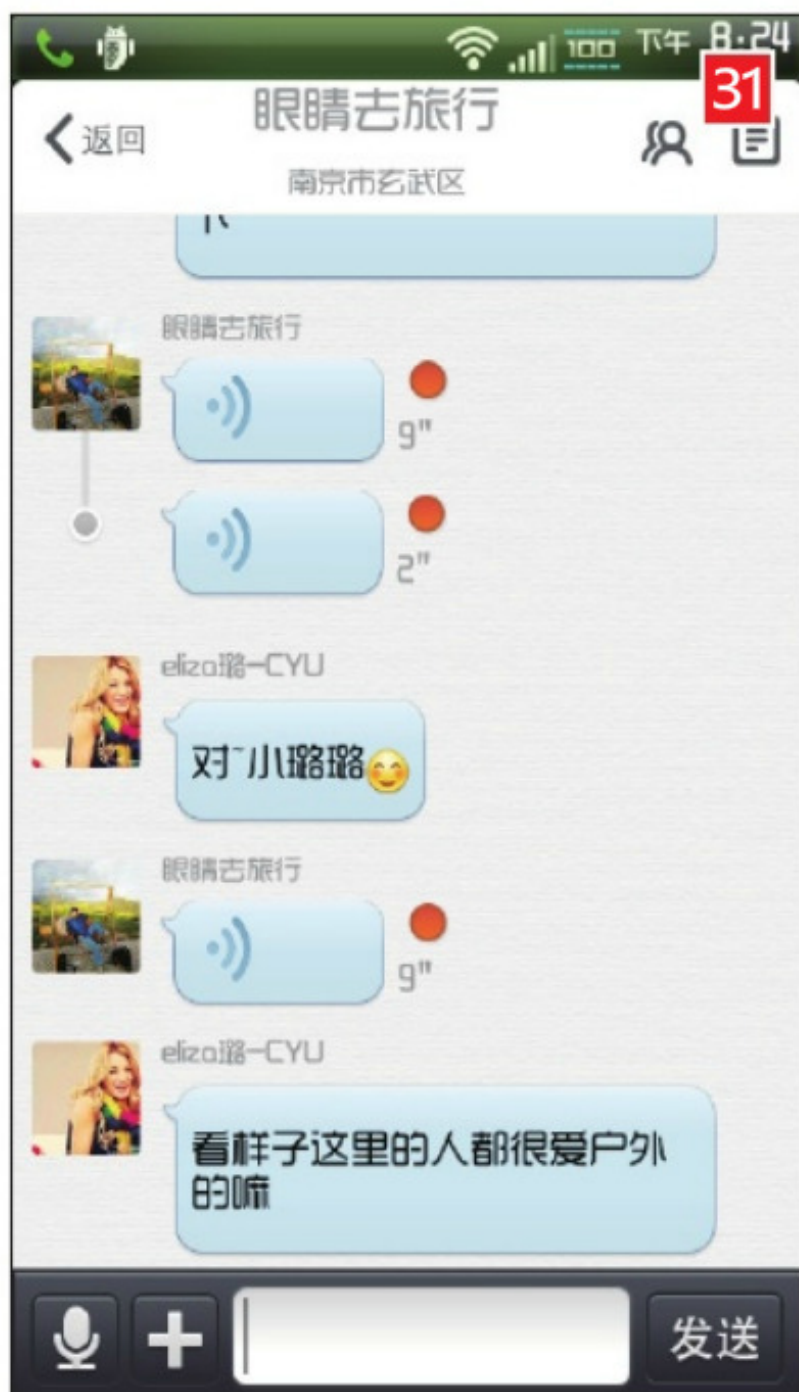 100 下午 8:24
31
眼睛去旅行
返回
南京市玄武区
眼睛去旅行
9"
2"
eliza璐-CYU
对~小璐璐😊
眼睛去旅行
9"
eliza璐-CYU
看样子这里的人都很爱户外
的嘛
发送